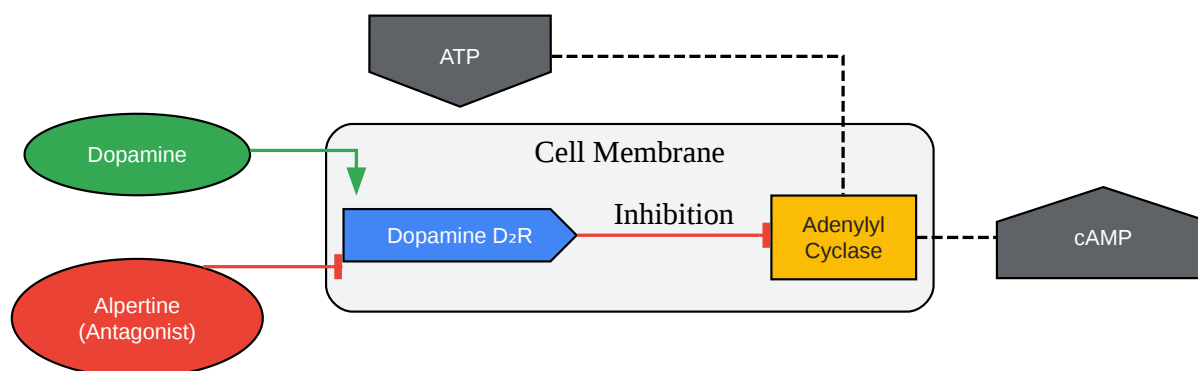 ATP
Cell Membrane
Dopamine
Inhibition
Dopamine D₂R
Adenylyl
Cyclase
cAMP
Alpertine
(Antagonist)